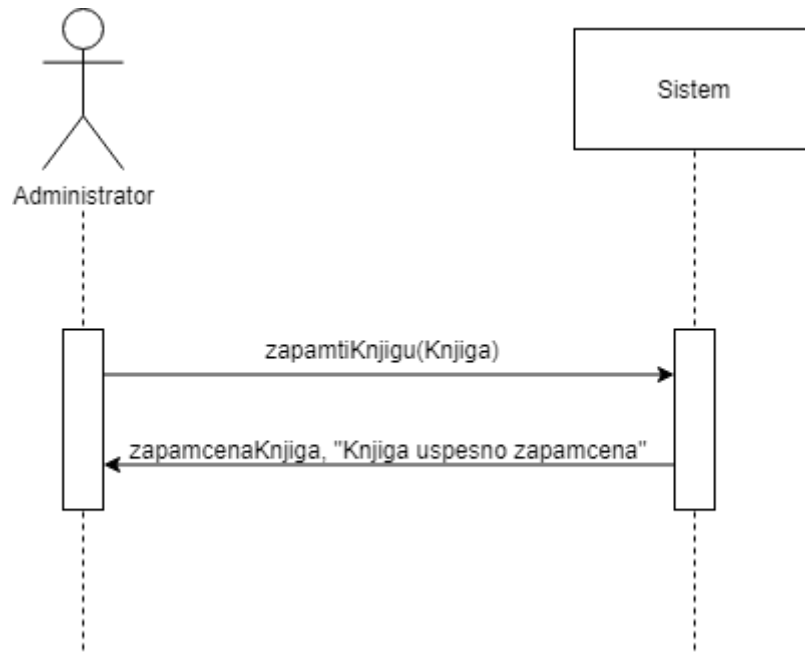 Sistem
Administrator
zapamtiKnjigu(Knjiga)
zapamcenaKnjiga, "Knjiga uspesno zapamcena"